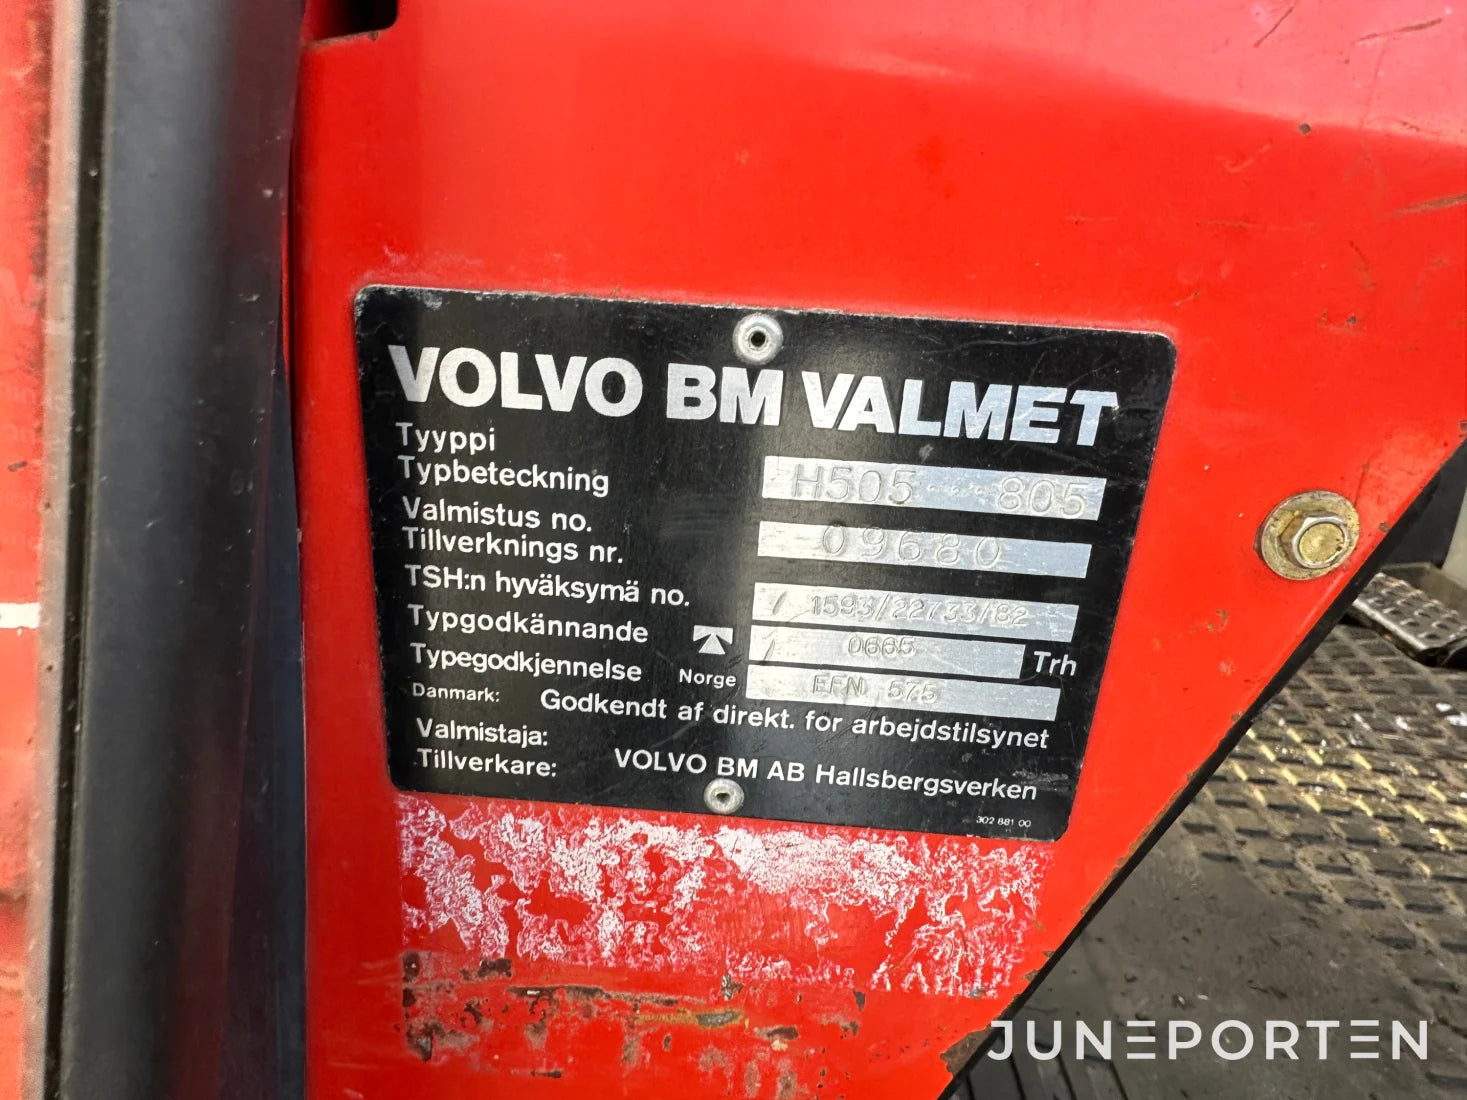 VOLVO BM VALMET
Tyyppi
Typbeteckning H505 805
Valmistus no.
Tillverknings nr. 09680
TSH:n hyväksymä no. / 1593/22733/82
Typgodkännande / 0665 Trh
Typegodkjennelse Norge EFN 575
Danmark: Godkendt af direkt. for arbejdstilsynet
Valmistaja:
Tillverkare: VOLVO BM AB Hallsbergsverken
302 881 00
JUNEPORTEN